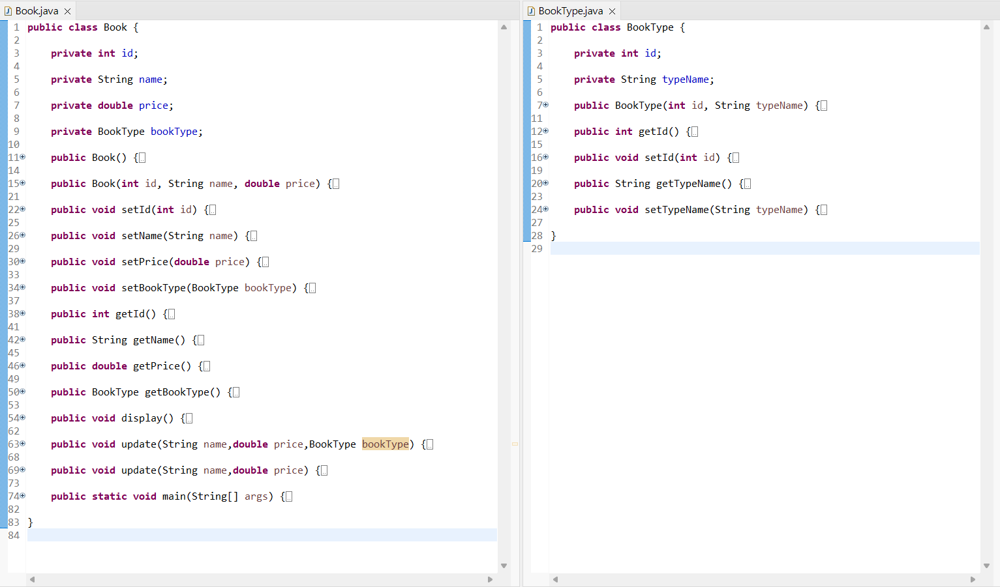 Book.java
1 public class Book {
2
3 private int id;
4
5 private String name;
6
7 private double price;
8
9 private BookType bookType;
10
11 public Book() {
14
15 public Book(int id, String name, double price) {
21
22 public void setId(int id) {
25
26 public void setName(String name) {
29
30 public void setPrice(double price) {
33
34 public void setBookType(BookType bookType) {
37
38 public int getId() {
41
42 public String getName() {
45
46 public double getPrice() {
49
50 public BookType getBookType() {
53
54 public void display() {
62
63 public void update(String name,double price,BookType bookType) {
68
69 public void update(String name,double price) {
73
74 public static void main(String[] args) {
82
83 }
84
BookType.java
1 public class BookType {
2
3 private int id;
4
5 private String typeName;
6
7 public BookType(int id, String typeName) {
11
12 public int getId() {
15
16 public void setId(int id) {
19
20 public String getTypeName() {
23
24 public void setTypeName(String typeName) {
27
28 }
29